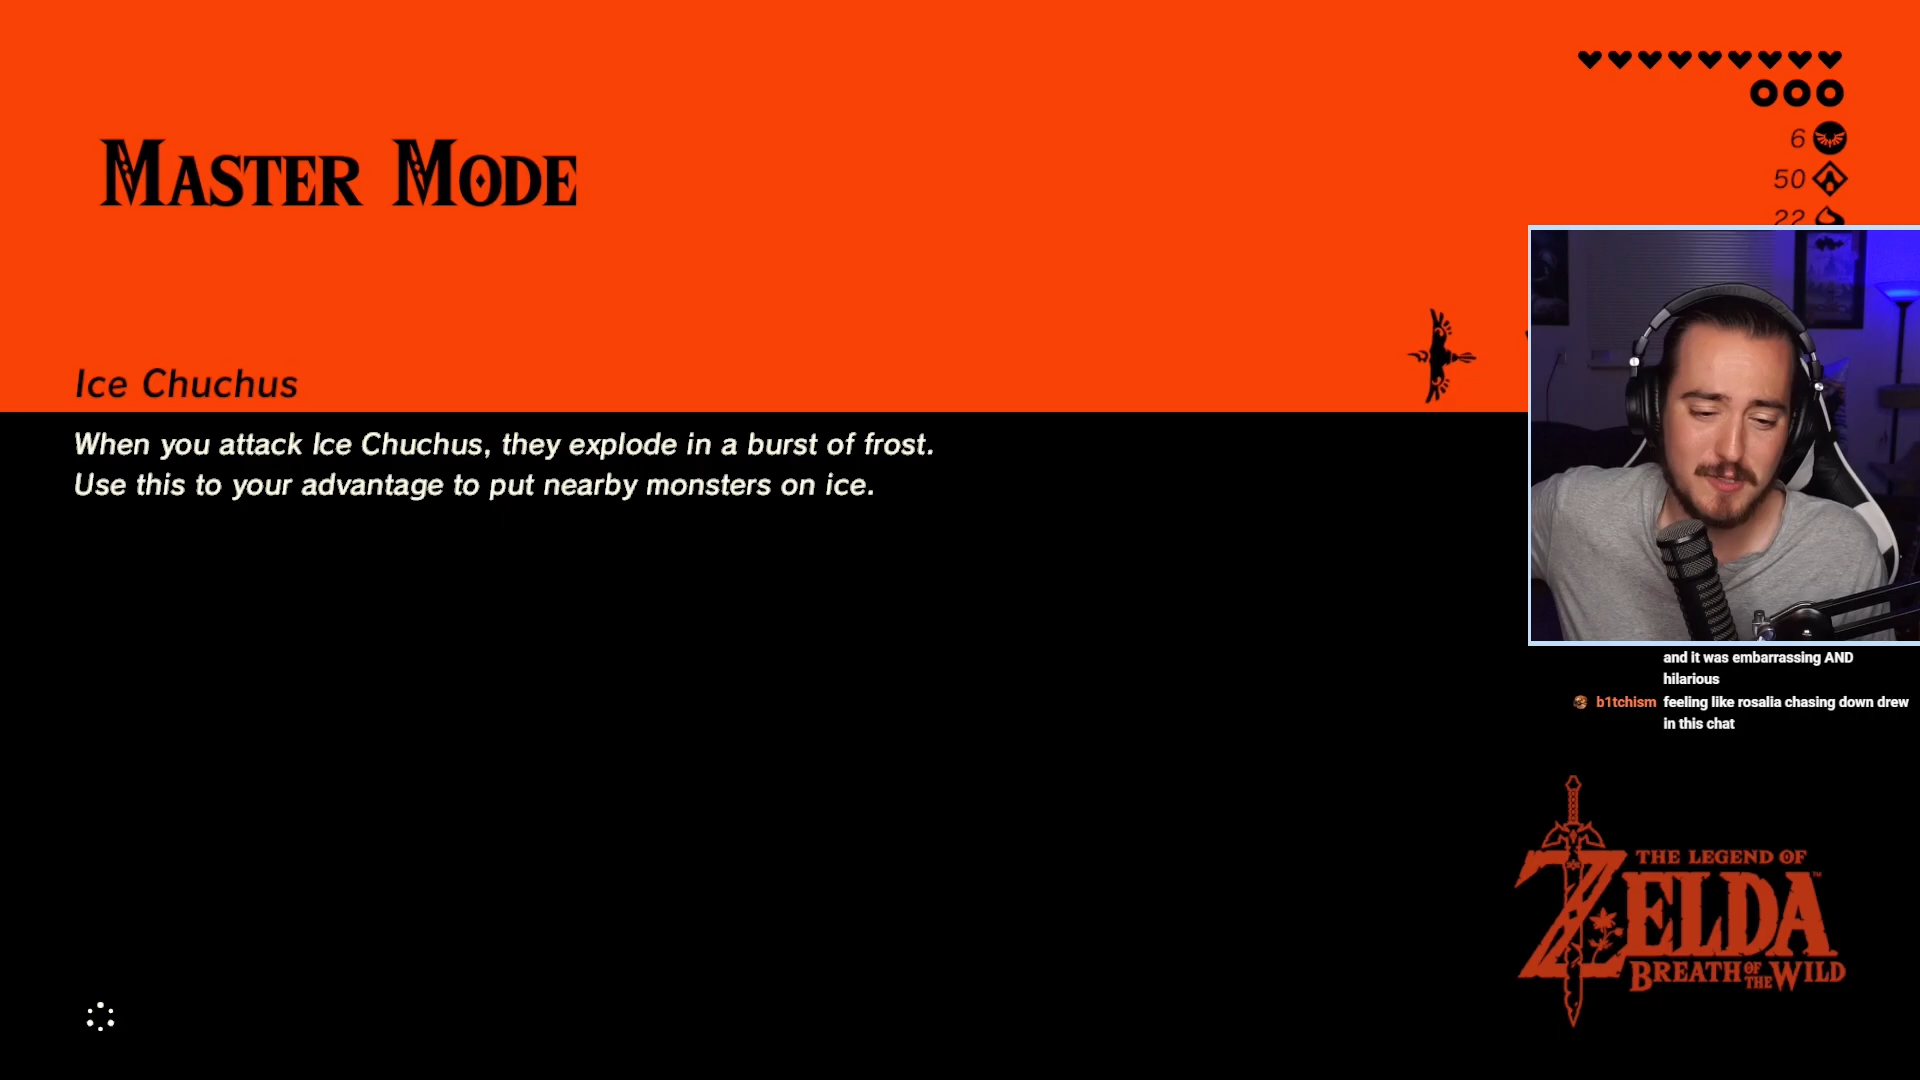 MASTER MODE
6
50
22
Ice Chuchus
When you attack Ice Chuchus, they explode in a burst of frost.
Use this to your advantage to put nearby monsters on ice.
and it was embarrassing AND
hilarious
b1tchism feeling like rosalia chasing down drew
in this chat
THE LEGEND OF
ZELDA
TM
BREATH OF THE WILD